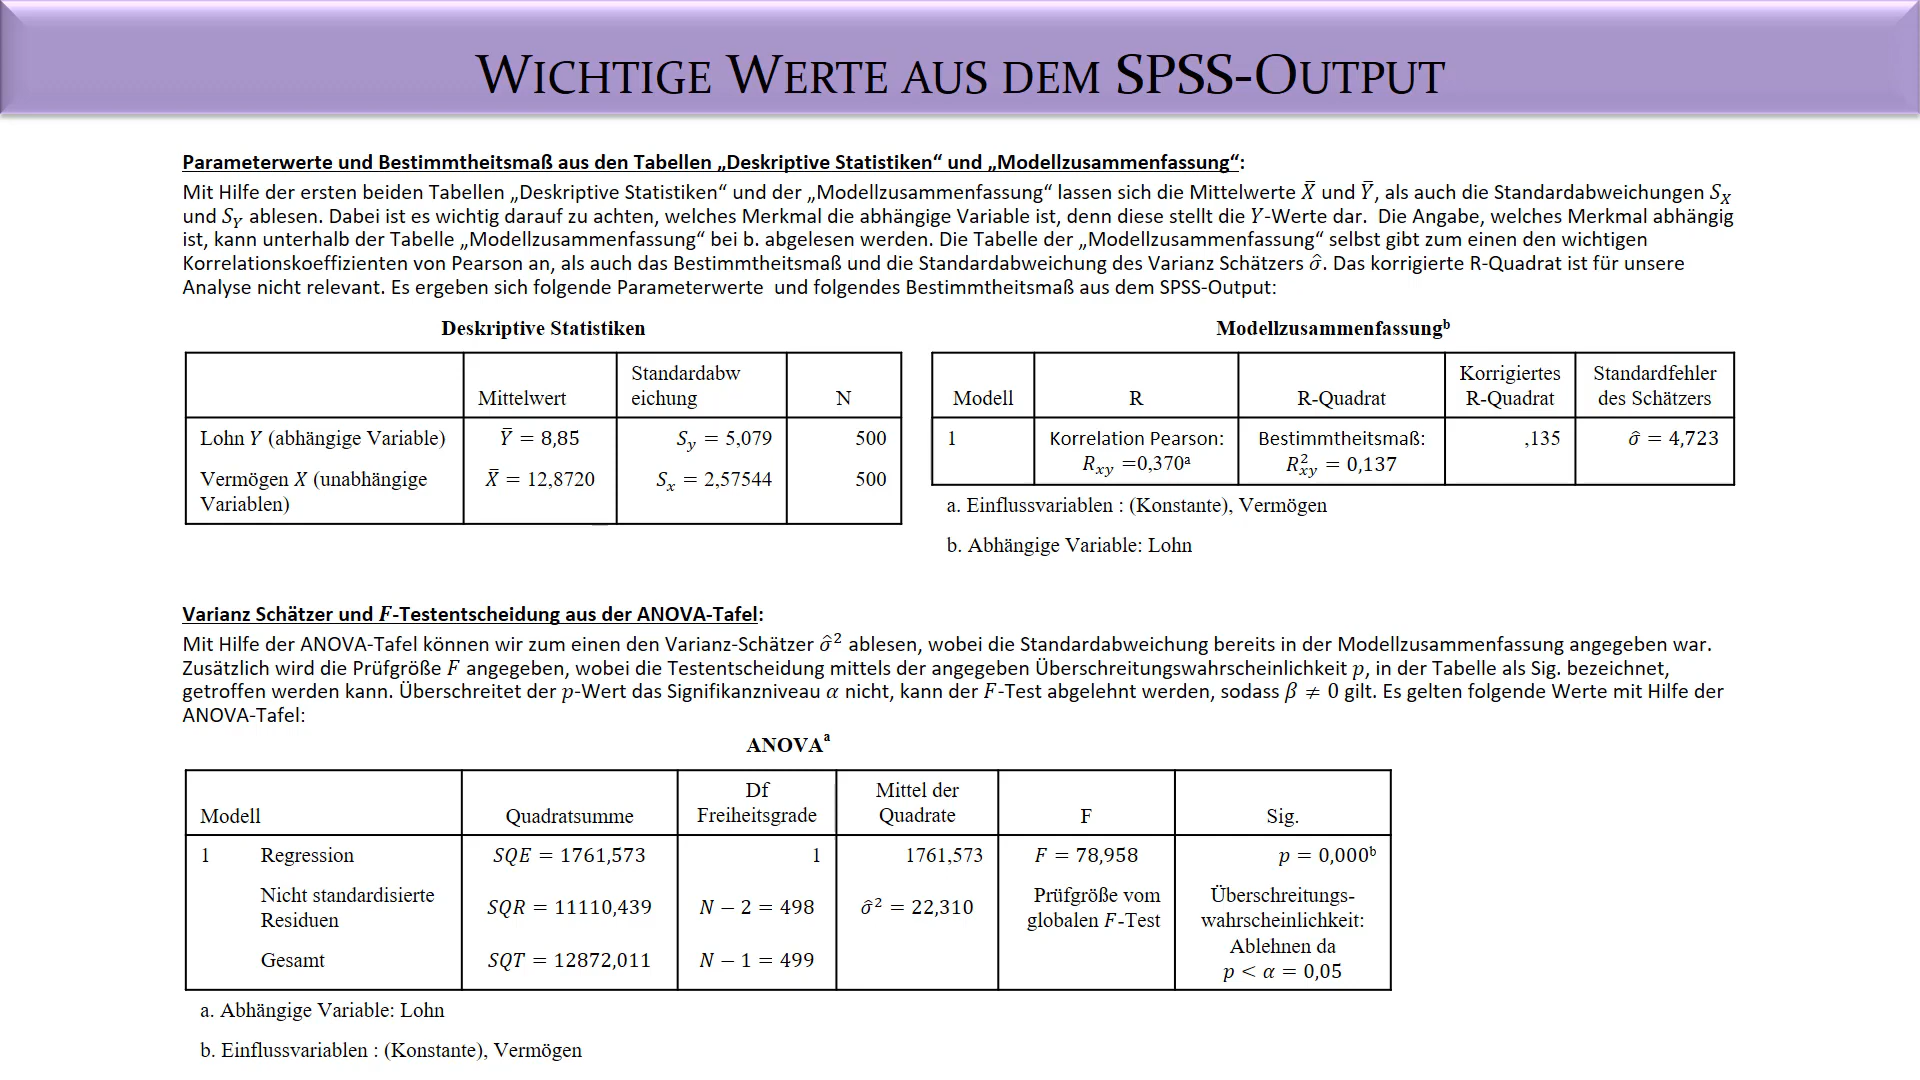 WICHTIGE WERTE AUS DEM SPSS-OUTPUT
Parameterwerte und Bestimmtheitsmaß aus den Tabellen „Deskriptive Statistiken“ und „Modellzusammenfassung“:
Mit Hilfe der ersten beiden Tabellen „Deskriptive Statistiken“ und der „Modellzusammenfassung“ lassen sich die Mittelwerte X̄ und Ȳ, als auch die Standardabweichungen S_X
und S_Y ablesen. Dabei ist es wichtig darauf zu achten, welches Merkmal die abhängige Variable ist, denn diese stellt die Y-Werte dar. Die Angabe, welches Merkmal abhängig
ist, kann unterhalb der Tabelle „Modellzusammenfassung“ bei b. abgelesen werden. Die Tabelle der „Modellzusammenfassung“ selbst gibt zum einen den wichtigen
Korrelationskoeffizienten von Pearson an, als auch das Bestimmtheitsmaß und die Standardabweichung des Varianz Schätzers σ̂. Das korrigierte R-Quadrat ist für unsere
Analyse nicht relevant. Es ergeben sich folgende Parameterwerte und folgendes Bestimmtheitsmaß aus dem SPSS-Output:
Deskriptive Statistiken
Mittelwert
Standardabw
eichung
N
Lohn Y (abhängige Variable)
Ȳ = 8,85
S_y = 5,079
500
Vermögen X (unabhängige
Variablen)
X̄ = 12,8720
S_x = 2,57544
500
Modellzusammenfassung^b
Modell
R
R-Quadrat
Korrigiertes
R-Quadrat
Standardfehler
des Schätzers
1
Korrelation Pearson:
R_xy =0,370^a
Bestimmtheitsmaß:
R²_xy = 0,137
,135
σ̂ = 4,723
a. Einflussvariablen : (Konstante), Vermögen
b. Abhängige Variable: Lohn
Varianz Schätzer und F-Testentscheidung aus der ANOVA-Tafel:
Mit Hilfe der ANOVA-Tafel können wir zum einen den Varianz-Schätzer σ̂² ablesen, wobei die Standardabweichung bereits in der Modellzusammenfassung angegeben war.
Zusätzlich wird die Prüfgröße F angegeben, wobei die Testentscheidung mittels der angegeben Überschreitungswahrscheinlichkeit p, in der Tabelle als Sig. bezeichnet,
getroffen werden kann. Überschreitet der p-Wert das Signifikanzniveau α nicht, kann der F-Test abgelehnt werden, sodass β ≠ 0 gilt. Es gelten folgende Werte mit Hilfe der
ANOVA-Tafel:
ANOVA^a
Modell
Quadratsumme
Df
Freiheitsgrade
Mittel der
Quadrate
F
Sig.
1 Regression
SQE = 1761,573
1
1761,573
F = 78,958
p = 0,000^b
Nicht standardisierte
Residuen
SQR = 11110,439
N − 2 = 498
σ̂² = 22,310
Prüfgröße vom
globalen F-Test
Überschreitungs-
wahrscheinlichkeit:
Ablehnen da
p < α = 0,05
Gesamt
SQT = 12872,011
N − 1 = 499
a. Abhängige Variable: Lohn
b. Einflussvariablen : (Konstante), Vermögen